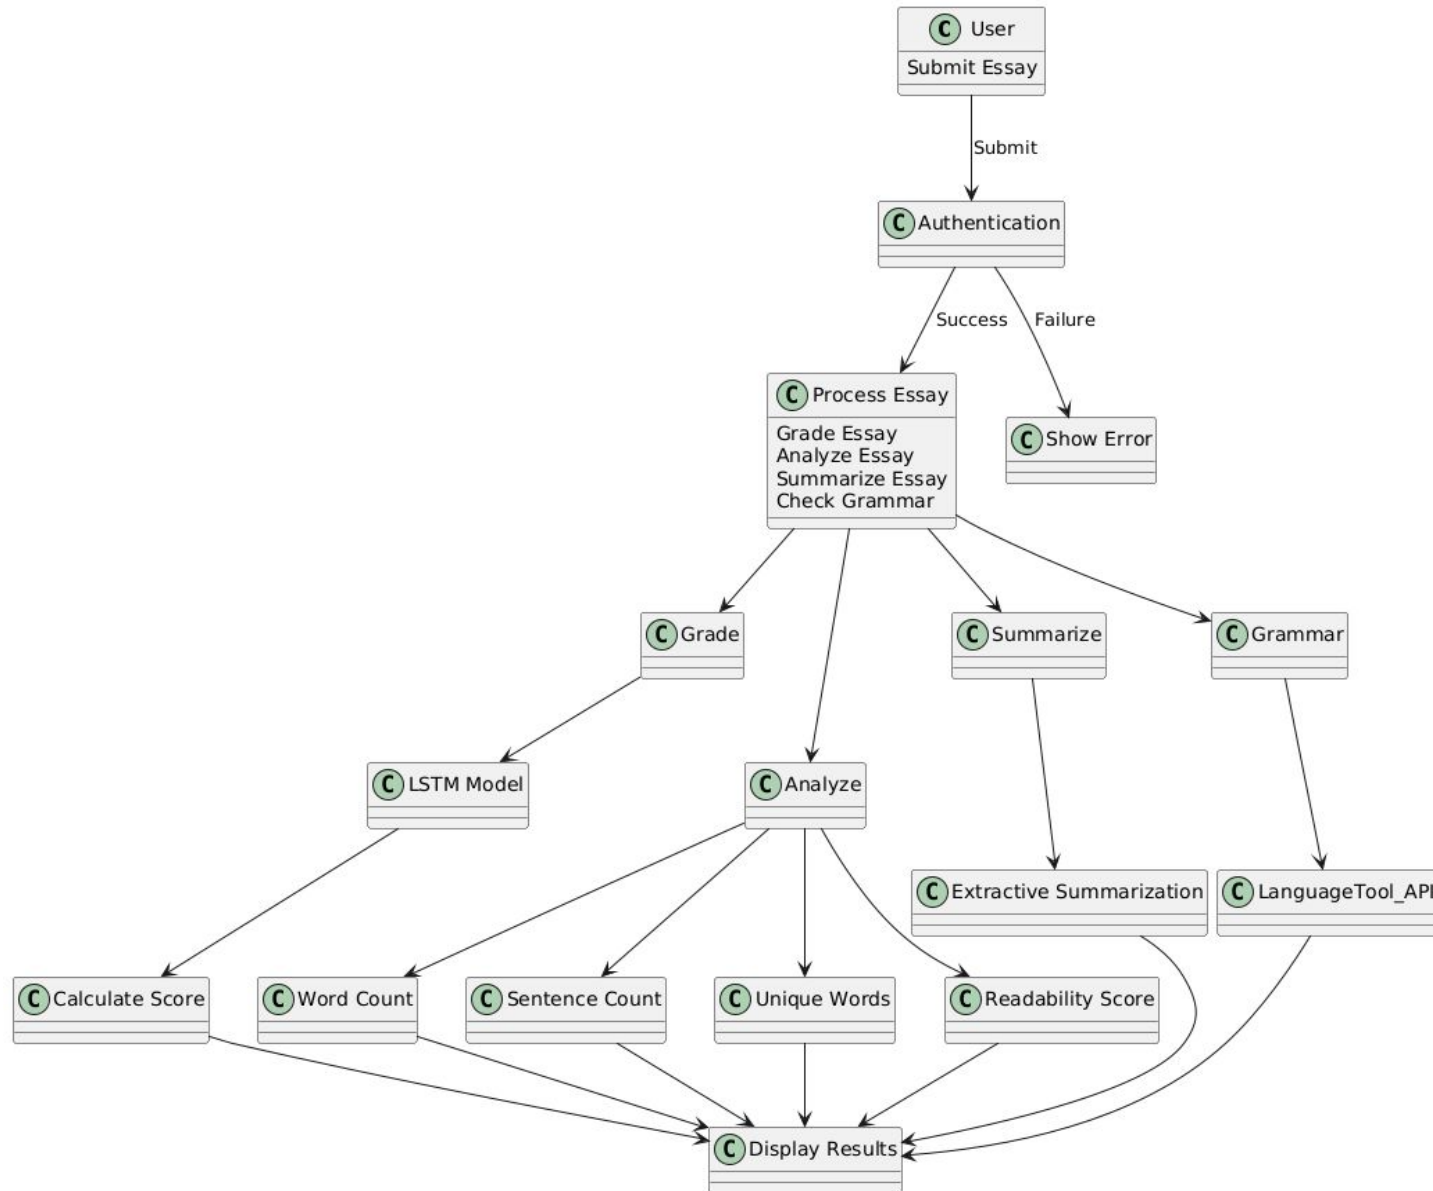 C User
Submit Essay
Submit
C Authentication
Success
Failure
C Process Essay
Grade Essay
Analyze Essay
Summarize Essay
Check Grammar
C Show Error
C Grade
C Summarize
C Grammar
C LSTM Model
C Analyze
C Extractive Summarization
C LanguageTool_API
C Calculate Score
C Word Count
C Sentence Count
C Unique Words
C Readability Score
C Display Results